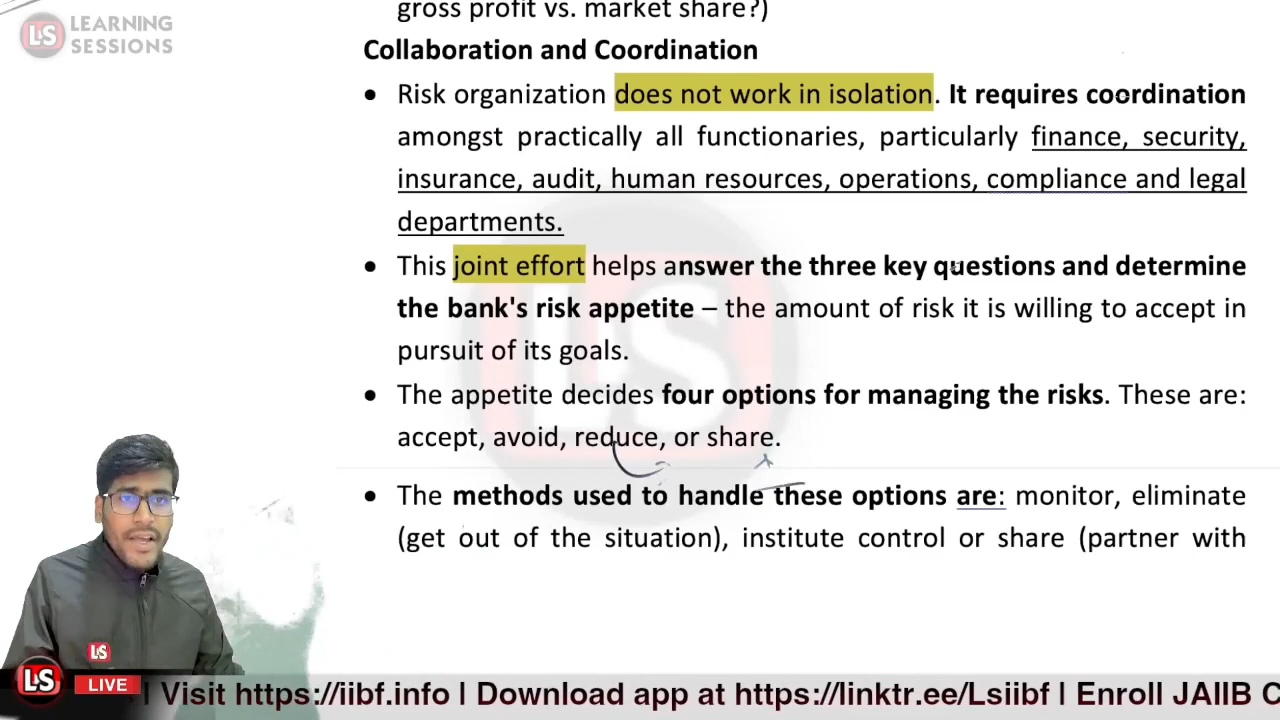 gross profit vs. market share?)
LS LEARNING
SESSIONS
Collaboration and Coordination
• Risk organization does not work in isolation. It requires coordination
amongst practically all functionaries, particularly finance, security,
insurance, audit, human resources, operations, compliance and legal
departments.
• This joint effort helps answer the three key questions and determine
the bank's risk appetite – the amount of risk it is willing to accept in
pursuit of its goals.
• The appetite decides four options for managing the risks. These are:
accept, avoid, reduce, or share.
• The methods used to handle these options are: monitor, eliminate
(get out of the situation), institute control or share (partner with
LS
LS
LS LIVE
| Visit https://iibf.info | Download app at https://linktr.ee/Lsiibf | Enroll JAIIB C